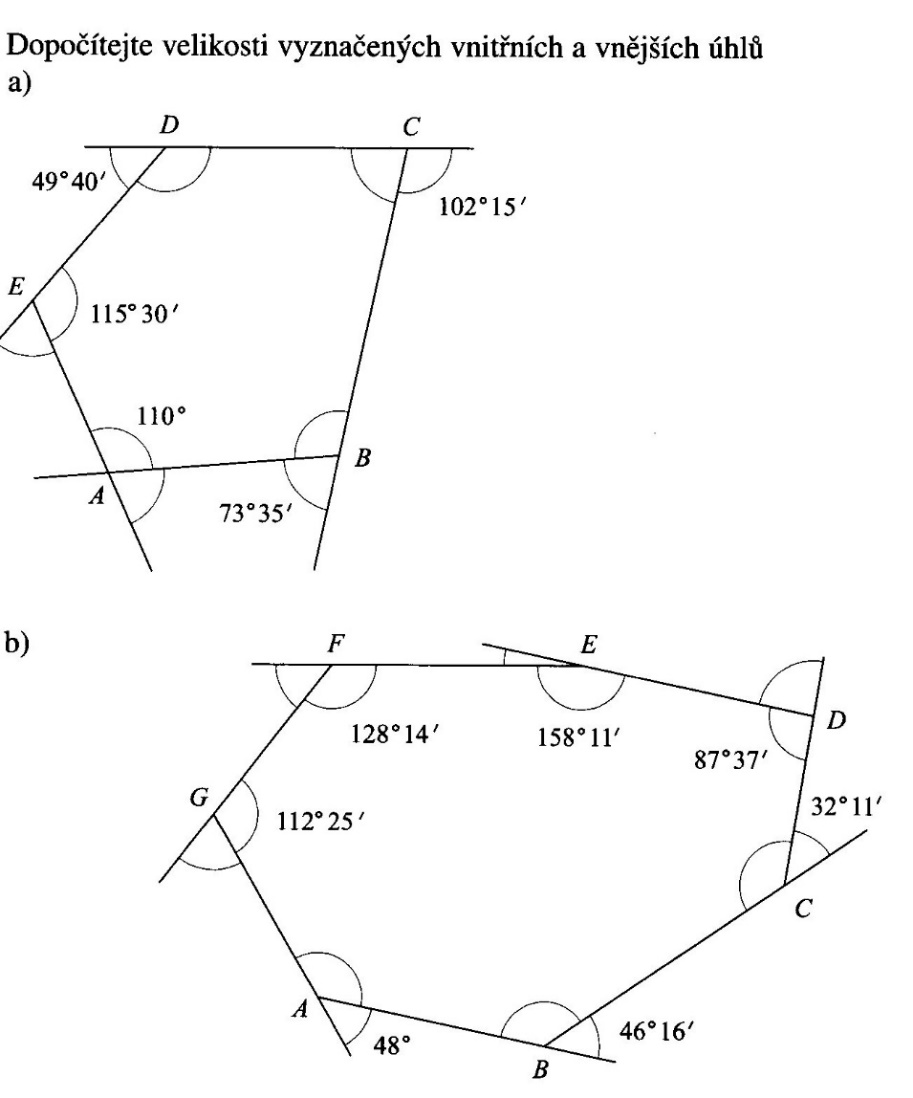 Dopočítejte velikosti vyznačených vnitřních a vnějších úhlů
a)
D
C
49°40′
102°15′
E
115°30′
110°
B
A
73°35′
b)
F
E
D
128°14′
158°11′
87°37′
G
112°25′
32°11′
C
A
48°
46°16′
B